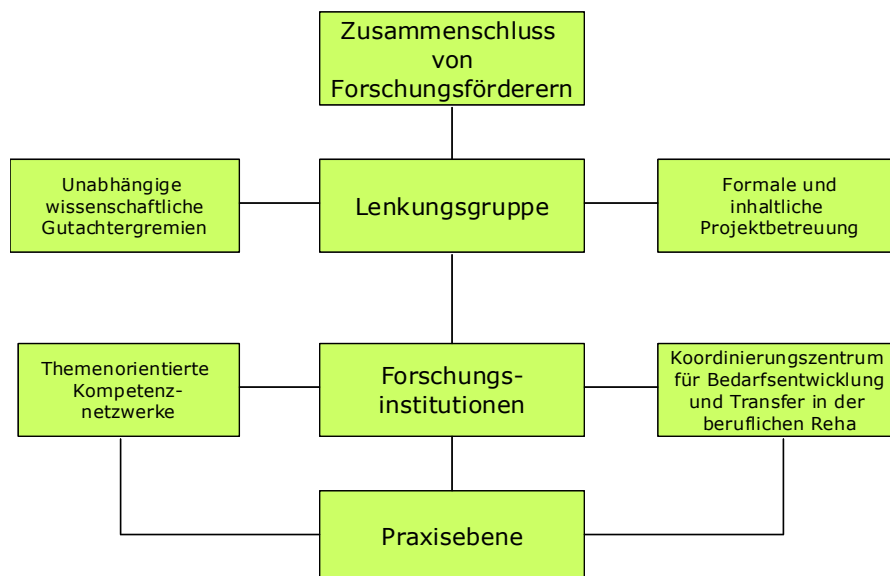 Zusammenschluss
von
Forschungsförderern
Unabhängige
wissenschaftliche
Gutachtergremien
Lenkungsgruppe
Formale und
inhaltliche
Projektbetreuung
Themenorientierte
Kompetenz-
netzwerke
Forschungs-
institutionen
Koordinierungszentrum
für Bedarfsentwicklung
und Transfer in der
beruflichen Reha
Praxisebene